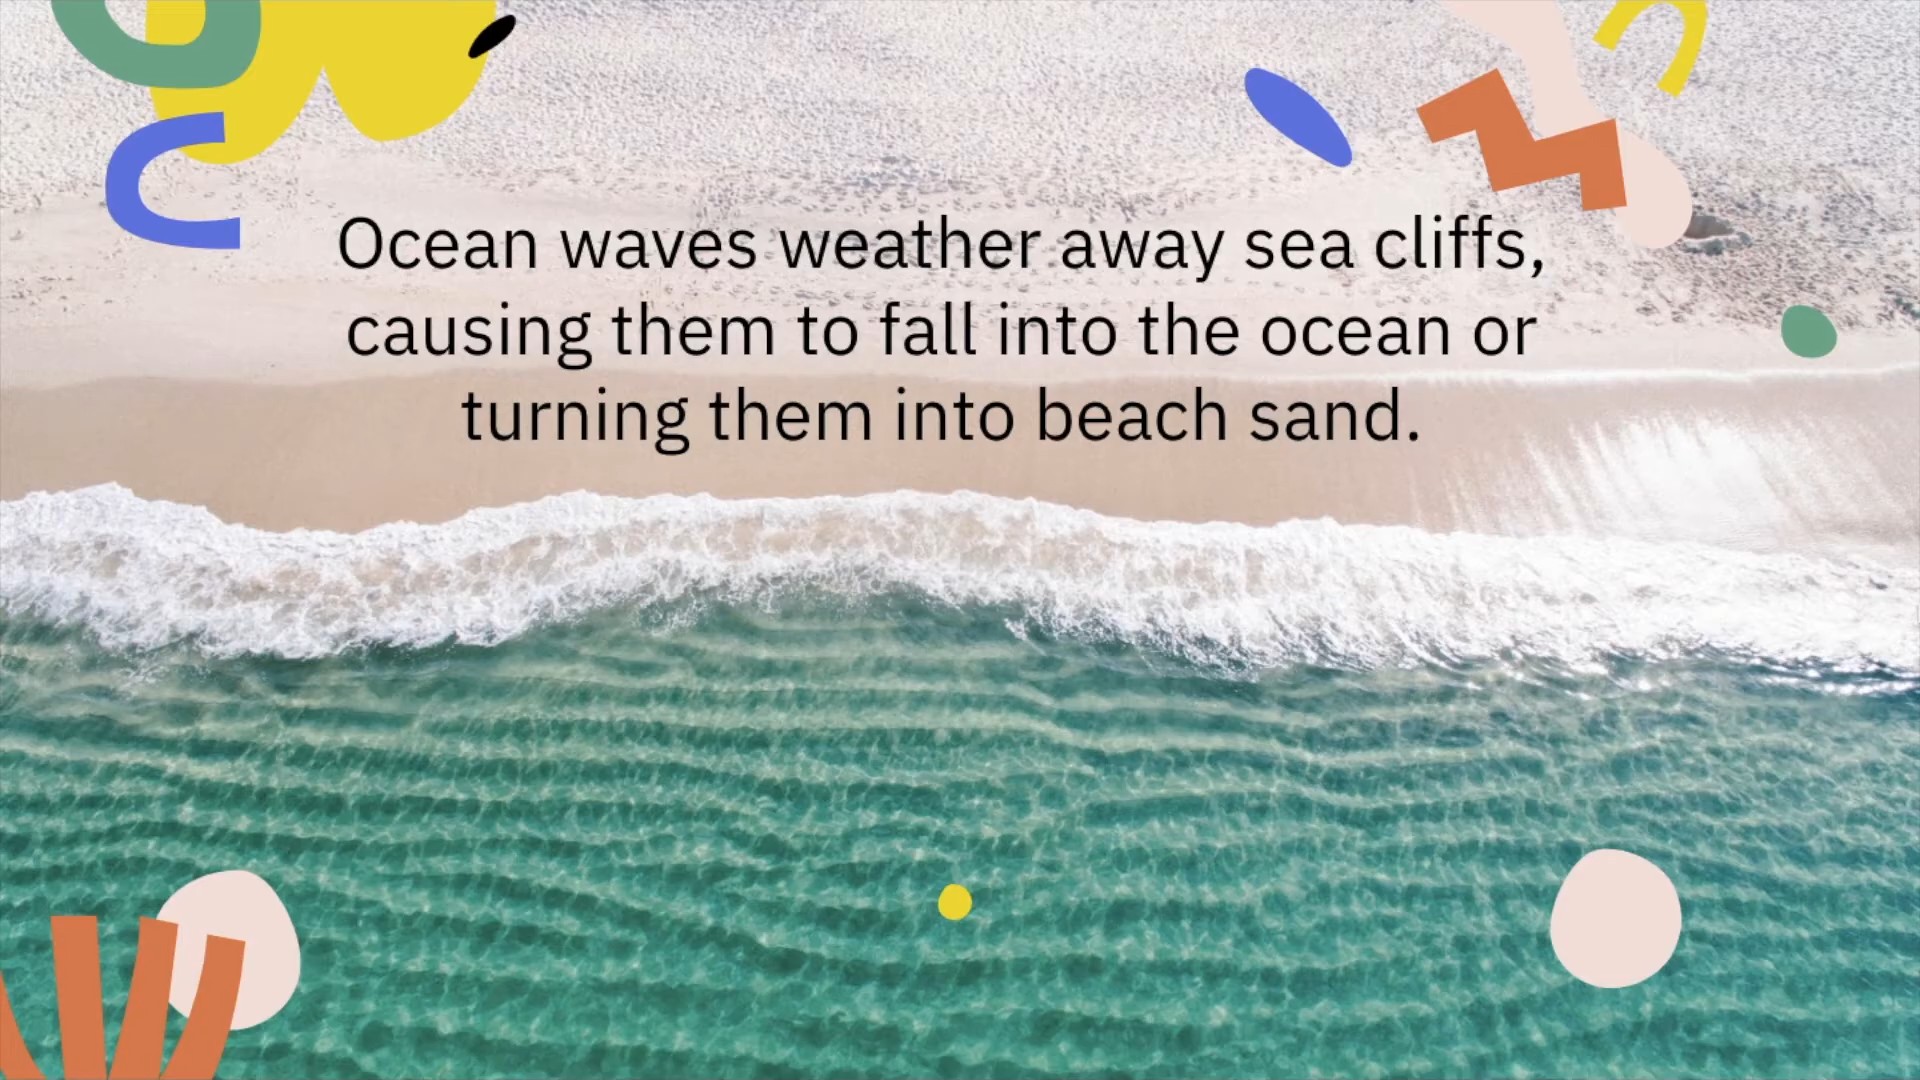 Ocean waves weather away sea cliffs,
causing them to fall into the ocean or
turning them into beach sand.